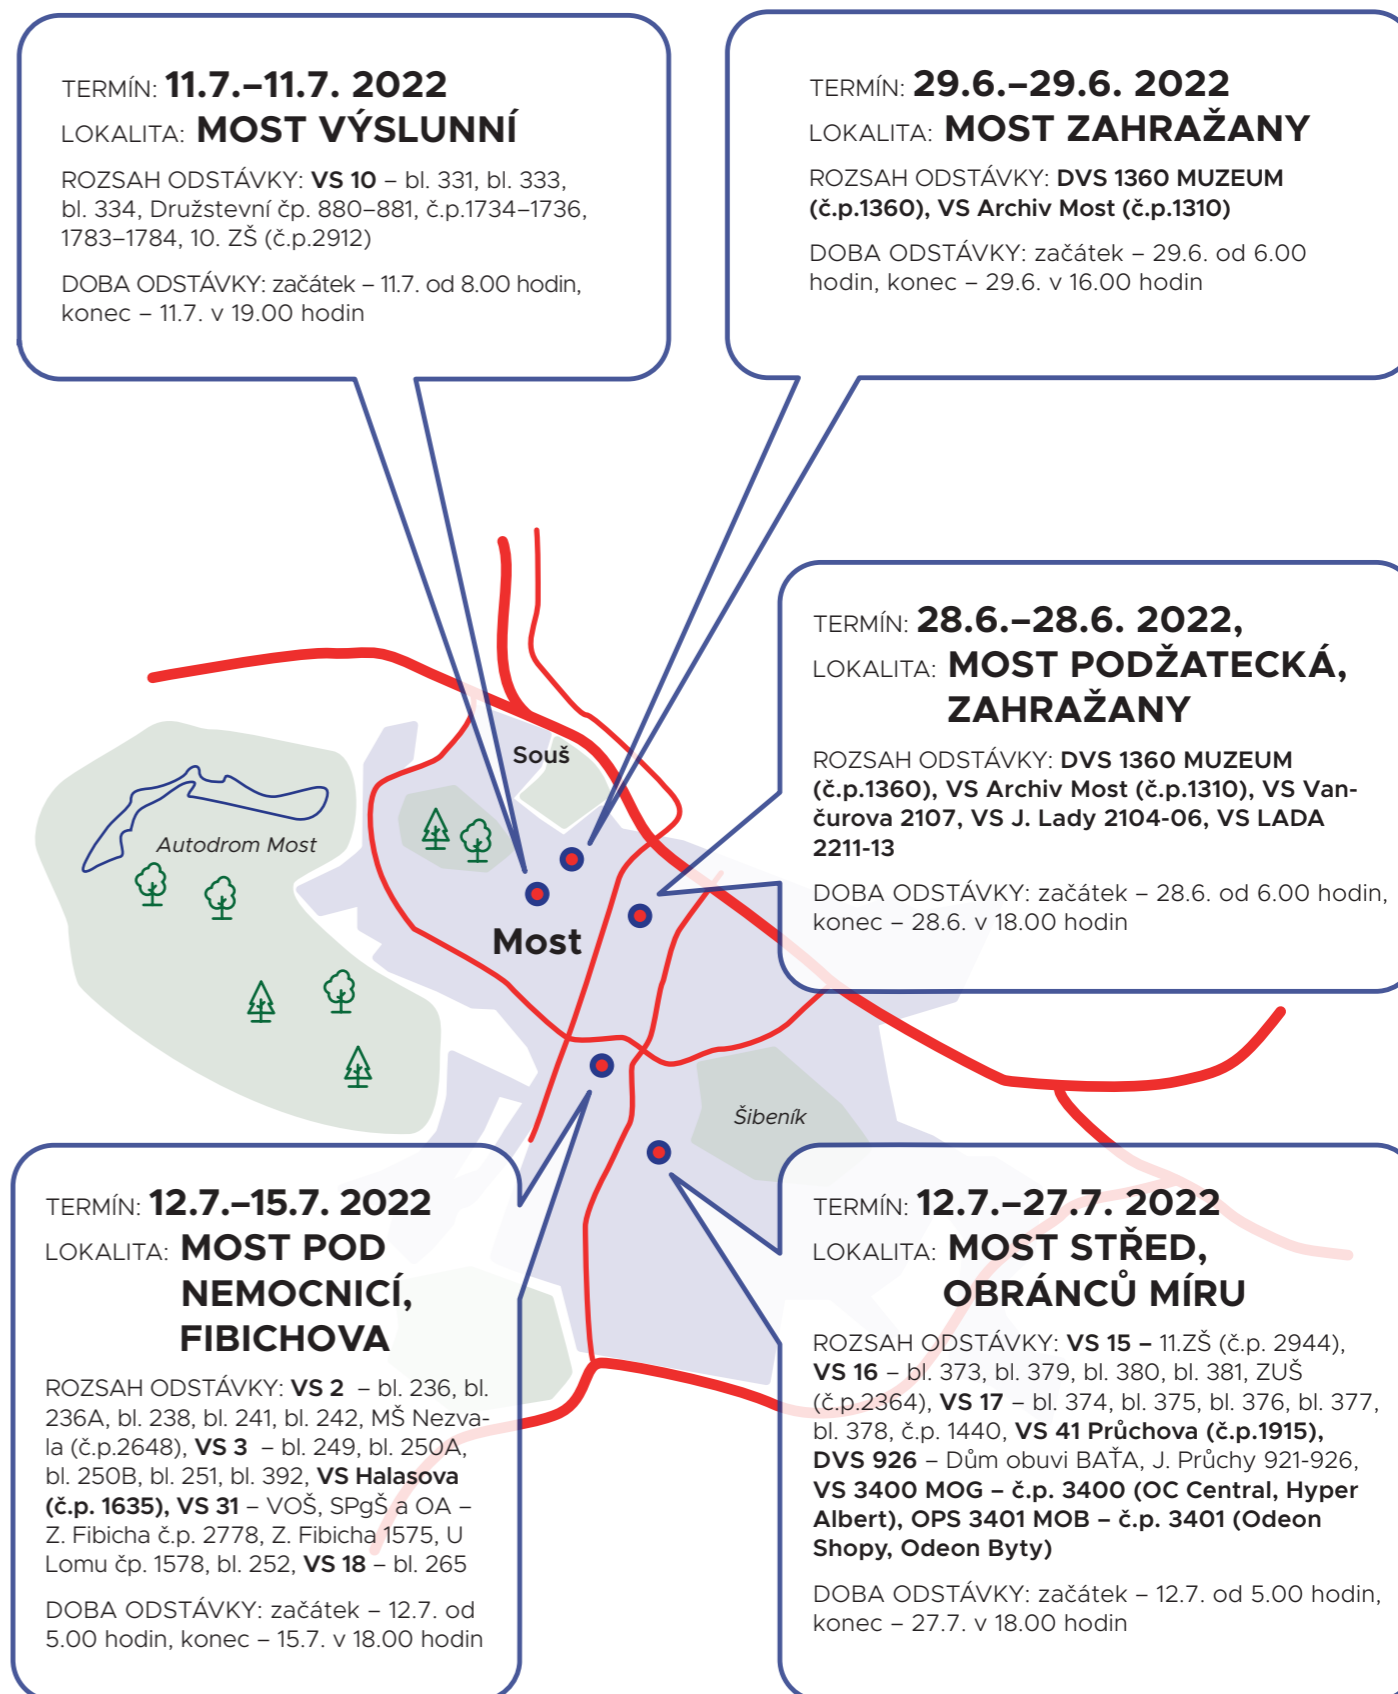 TERMÍN: 11.7.–11.7. 2022
LOKALITA: MOST VÝSLUNNÍ
ROZSAH ODSTÁVKY: VS 10 – bl. 331, bl. 333,
bl. 334, Družstevní čp. 880–881, č.p.1734–1736,
1783–1784, 10. ZŠ (č.p.2912)
DOBA ODSTÁVKY: začátek – 11.7. od 8.00 hodin,
konec – 11.7. v 19.00 hodin
TERMÍN: 29.6.–29.6. 2022
LOKALITA: MOST ZAHRAŽANY
ROZSAH ODSTÁVKY: DVS 1360 MUZEUM
(č.p.1360), VS Archiv Most (č.p.1310)
DOBA ODSTÁVKY: začátek – 29.6. od 6.00
hodin, konec – 29.6. v 16.00 hodin
TERMÍN: 28.6.–28.6. 2022,
LOKALITA: MOST PODŽATECKÁ,
ZAHRAŽANY
ROZSAH ODSTÁVKY: DVS 1360 MUZEUM
(č.p.1360), VS Archiv Most (č.p.1310), VS Van-
čurova 2107, VS J. Lady 2104-06, VS LADA
2211-13
DOBA ODSTÁVKY: začátek – 28.6. od 6.00 hodin,
konec – 28.6. v 18.00 hodin
Souš
Autodrom Most
Most
Šibeník
TERMÍN: 12.7.–15.7. 2022
LOKALITA: MOST POD
NEMOCNICÍ,
FIBICHOVA
ROZSAH ODSTÁVKY: VS 2 – bl. 236, bl.
236A, bl. 238, bl. 241, bl. 242, MŠ Nezva-
la (č.p.2648), VS 3 – bl. 249, bl. 250A,
bl. 250B, bl. 251, bl. 392, VS Halasova
(č.p. 1635), VS 31 – VOŠ, SPgŠ a OA –
Z. Fibicha č.p. 2778, Z. Fibicha 1575, U
Lomu čp. 1578, bl. 252, VS 18 – bl. 265
DOBA ODSTÁVKY: začátek – 12.7. od
5.00 hodin, konec – 15.7. v 18.00 hodin
TERMÍN: 12.7.–27.7. 2022
LOKALITA: MOST STŘED,
OBRÁNCŮ MÍRU
ROZSAH ODSTÁVKY: VS 15 – 11.ZŠ (č.p. 2944),
VS 16 – bl. 373, bl. 379, bl. 380, bl. 381, ZUŠ
(č.p.2364), VS 17 – bl. 374, bl. 375, bl. 376, bl. 377,
bl. 378, č.p. 1440, VS 41 Průchova (č.p.1915),
DVS 926 – Dům obuvi BAŤA, J. Průchy 921-926,
VS 3400 MOG – č.p. 3400 (OC Central, Hyper
Albert), OPS 3401 MOB – č.p. 3401 (Odeon
Shopy, Odeon Byty)
DOBA ODSTÁVKY: začátek – 12.7. od 5.00 hodin,
konec – 27.7. v 18.00 hodin